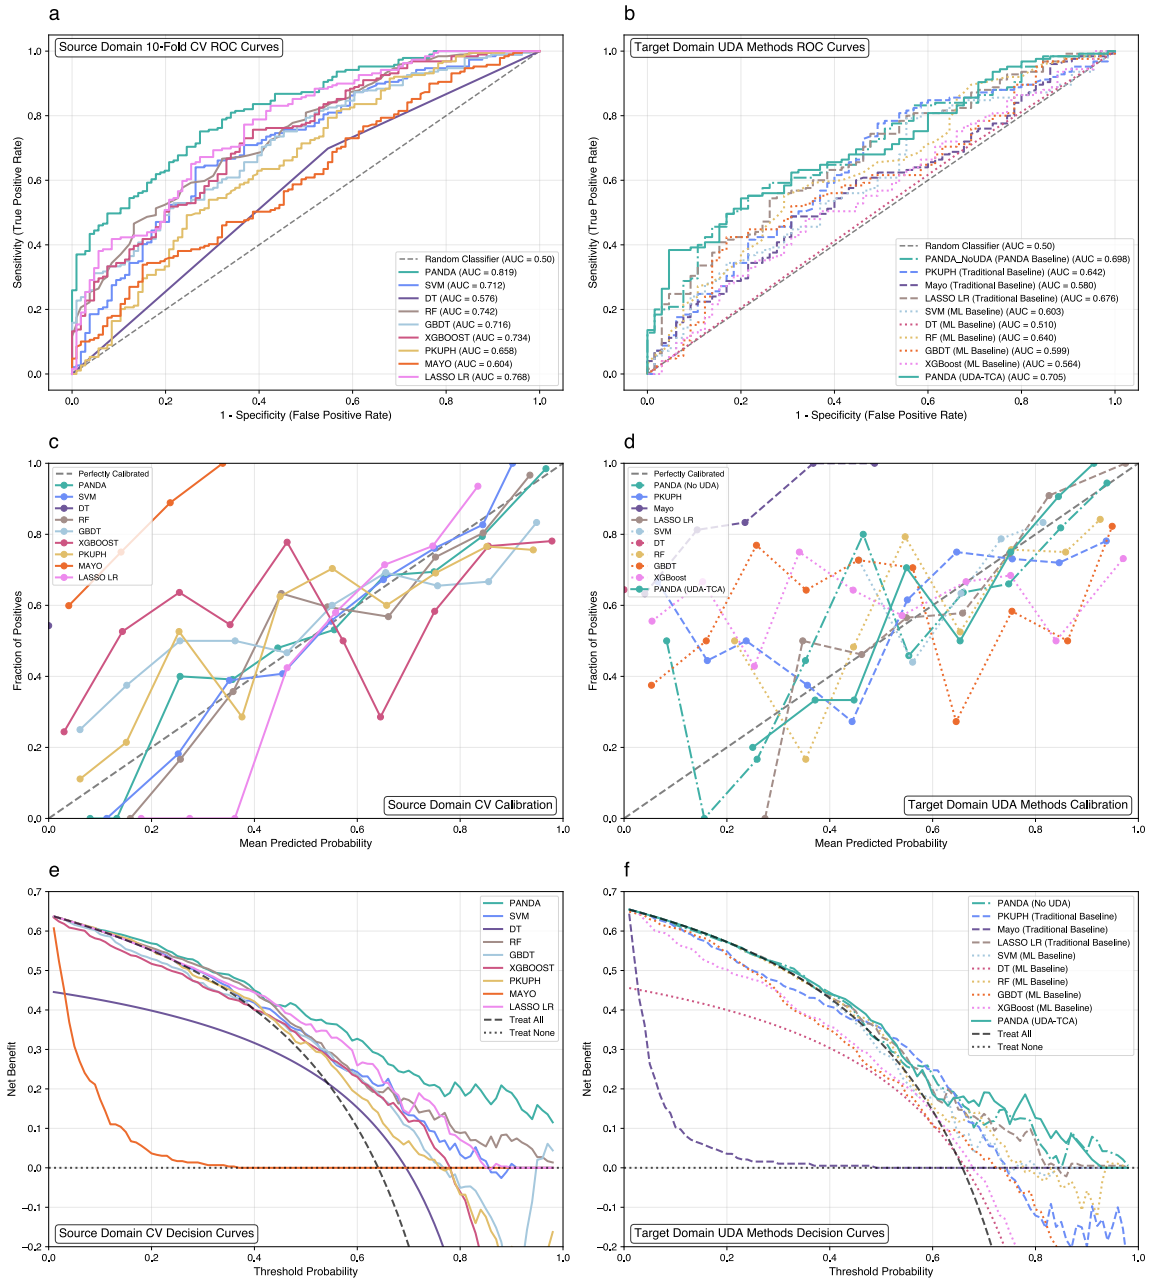 a
Source Domain 10-Fold CV ROC Curves
Sensitivity (True Positive Rate)
1.0
0.8
0.6
0.4
0.2
0.0
0.0
0.2
0.4
0.6
0.8
1.0
1 - Specificity (False Positive Rate)
Random Classifier (AUC = 0.50)
PANDA (AUC = 0.819)
SVM (AUC = 0.712)
DT (AUC = 0.576)
RF (AUC = 0.742)
GBDT (AUC = 0.716)
XGBOOST (AUC = 0.734)
PKUPH (AUC = 0.658)
MAYO (AUC = 0.604)
LASSO LR (AUC = 0.768)
b
Target Domain UDA Methods ROC Curves
Sensitivity (True Positive Rate)
1.0
0.8
0.6
0.4
0.2
0.0
0.0
0.2
0.4
0.6
0.8
1.0
1 - Specificity (False Positive Rate)
Random Classifier (AUC = 0.50)
PANDA_NoUDA (PANDA Baseline) (AUC = 0.698)
PKUPH (Traditional Baseline) (AUC = 0.642)
Mayo (Traditional Baseline) (AUC = 0.580)
LASSO LR (Traditional Baseline) (AUC = 0.676)
SVM (ML Baseline) (AUC = 0.603)
DT (ML Baseline) (AUC = 0.510)
RF (ML Baseline) (AUC = 0.640)
GBDT (ML Baseline) (AUC = 0.599)
XGBoost (ML Baseline) (AUC = 0.564)
PANDA (UDA-TCA) (AUC = 0.705)
c
Fraction of Positives
1.0
0.8
0.6
0.4
0.2
0.0
0.0
0.2
0.4
0.6
0.8
1.0
Mean Predicted Probability
Perfectly Calibrated
PANDA
SVM
DT
RF
GBDT
XGBOOST
PKUPH
MAYO
LASSO LR
Source Domain CV Calibration
d
Fraction of Positives
1.0
0.8
0.6
0.4
0.2
0.0
0.0
0.2
0.4
0.6
0.8
1.0
Mean Predicted Probability
Perfectly Calibrated
PANDA (No UDA)
PKUPH
Mayo
LASSO LR
SVM
DT
RF
GBDT
XGBoost
PANDA (UDA-TCA)
Target Domain UDA Methods Calibration
e
Net Benefit
0.7
0.6
0.5
0.4
0.3
0.2
0.1
0.0
−0.1
−0.2
0.0
0.2
0.4
0.6
0.8
1.0
Threshold Probability
PANDA
SVM
DT
RF
GBDT
XGBOOST
PKUPH
MAYO
LASSO LR
Treat All
Treat None
Source Domain CV Decision Curves
f
Net Benefit
0.7
0.6
0.5
0.4
0.3
0.2
0.1
0.0
−0.1
−0.2
0.0
0.2
0.4
0.6
0.8
1.0
Threshold Probability
PANDA (No UDA)
PKUPH (Traditional Baseline)
Mayo (Traditional Baseline)
LASSO LR (Traditional Baseline)
SVM (ML Baseline)
DT (ML Baseline)
RF (ML Baseline)
GBDT (ML Baseline)
XGBoost (ML Baseline)
PANDA (UDA-TCA)
Treat All
Treat None
Target Domain UDA Methods Decision Curves